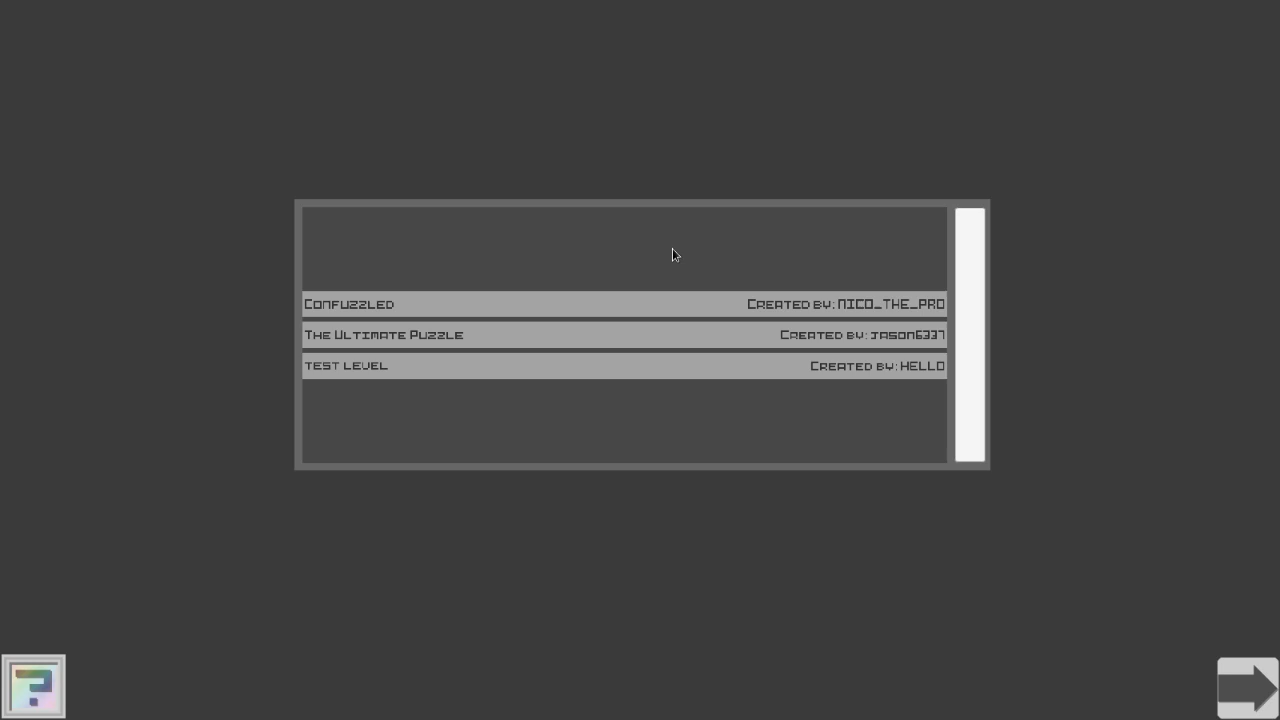 Confuzzled Created by: NICO_THE_PRO
The Ultimate Puzzle Created by: jason6337
TEST LEVEL Created by: HELLO
?